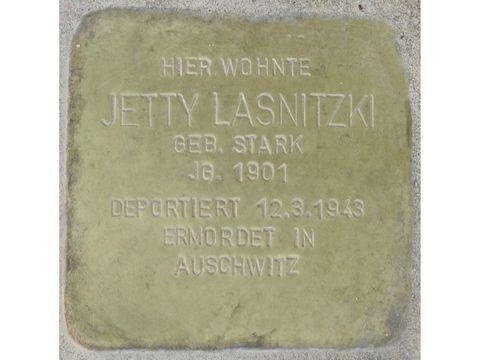 HIER WOHNTE
JETTY LASNITZKI
GEB. STARK
JG. 1901
DEPORTIERT 12.3.1943
ERMORDET IN
AUSCHWITZ